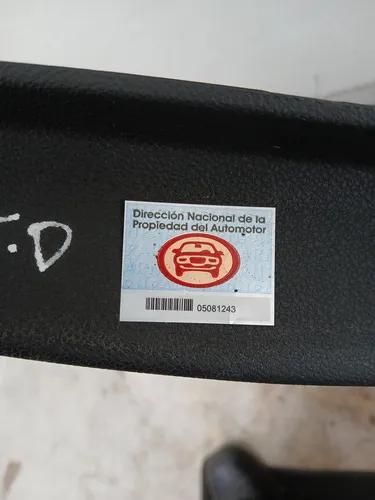 Dirección Nacional de la
Propiedad del Automotor
05081243
T.D